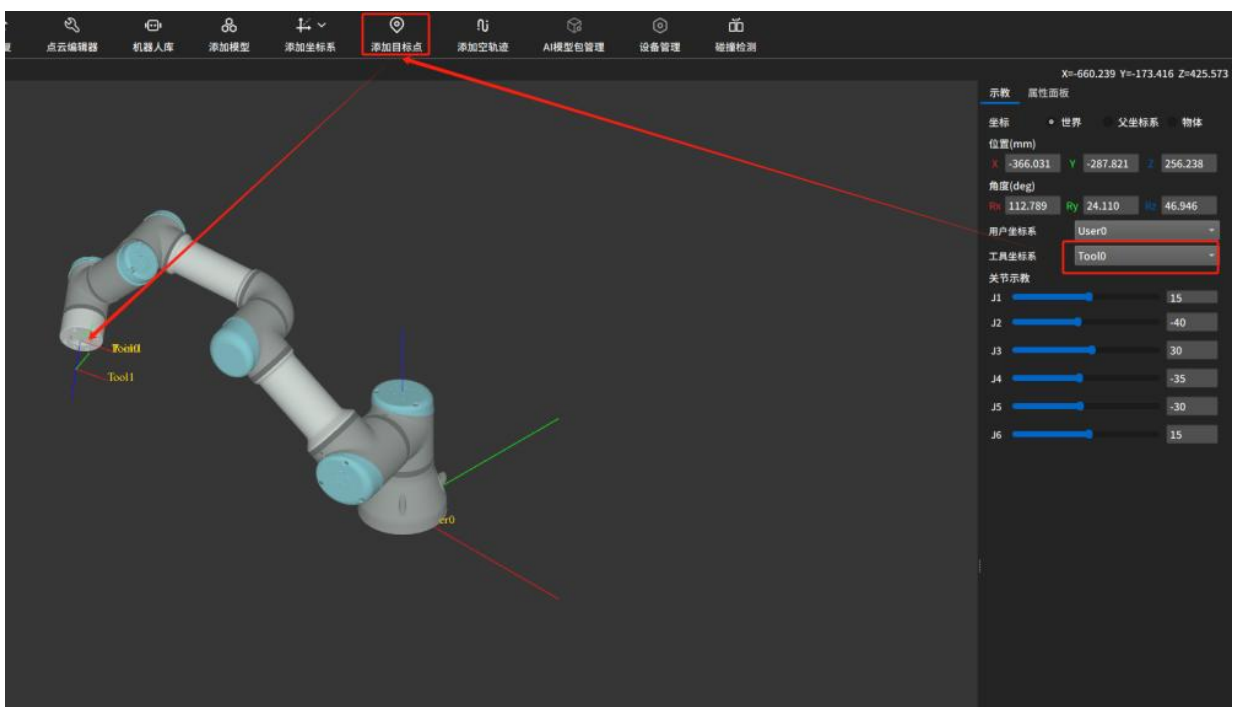 点云编辑器 机器人库 添加模型 添加坐标系 添加目标点 添加空轨迹 AI模型包管理 设备管理 碰撞检测
X=-660.239 Y=-173.416 Z=425.573
示教 属性面板
坐标 世界 父坐标系 物体
位置(mm)
X -366.031 Y -287.821 Z 256.238
角度(deg)
Rx 112.789 Ry 24.110 Rz 46.946
用户坐标系 User0
工具坐标系 Tool0
关节示教
J1 15
J2 -40
J3 30
J4 -35
J5 -30
J6 15
Tool1
er0